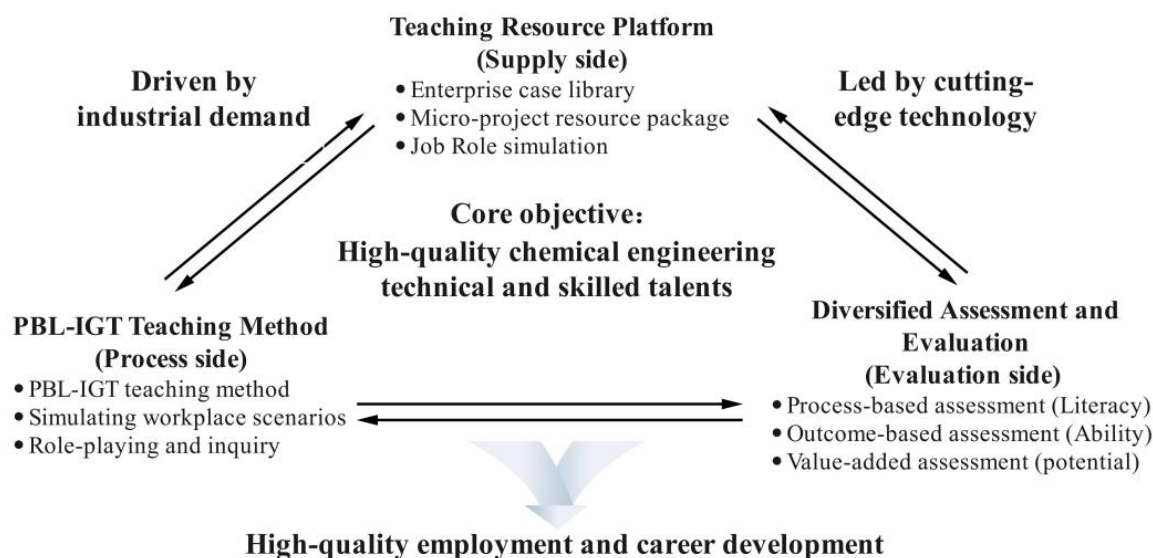 Teaching Resource Platform
(Supply side)
• Enterprise case library
• Micro-project resource package
• Job Role simulation
Driven by
industrial demand
Led by cutting-
edge technology
Core objective:
High-quality chemical engineering
technical and skilled talents
PBL-IGT Teaching Method
(Process side)
• PBL-IGT teaching method
• Simulating workplace scenarios
• Role-playing and inquiry
Diversified Assessment and
Evaluation
(Evaluation side)
• Process-based assessment (Literacy)
• Outcome-based assessment (Ability)
• Value-added assessment (potential)
High-quality employment and career development